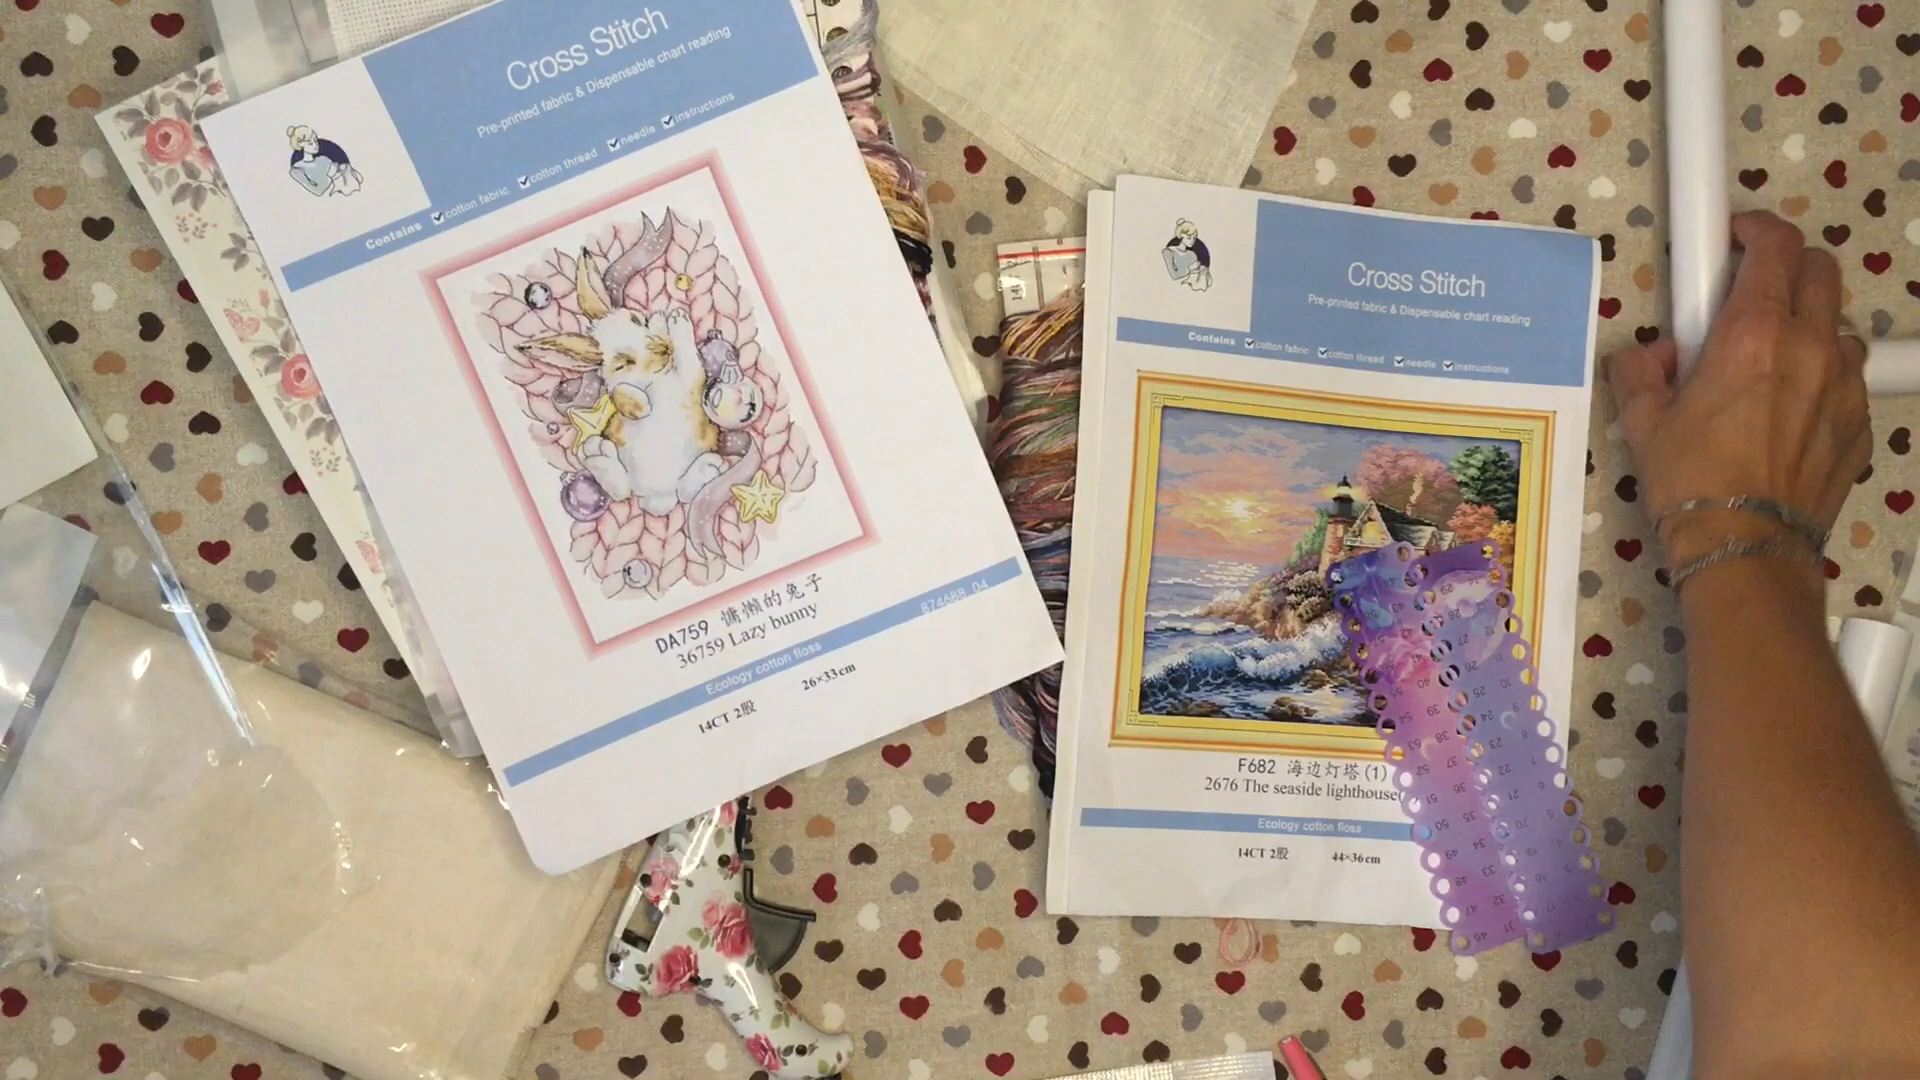 Cross Stitch
Pre-printed fabric & Dispensable chart reading
Contains cotton fabric cotton thread needle instructions
DA759 慵懒的兔子
36759 Lazy bunny
874688 04
Ecology cotton floss
14CT 2股 26×33cm
Cross Stitch
Pre-printed fabric & Dispensable chart reading
Contains cotton fabric cotton thread needle instructions
F682 海边灯塔(1)
2676 The seaside lighthouse(
Ecology cotton floss
14CT 2股 44×36cm